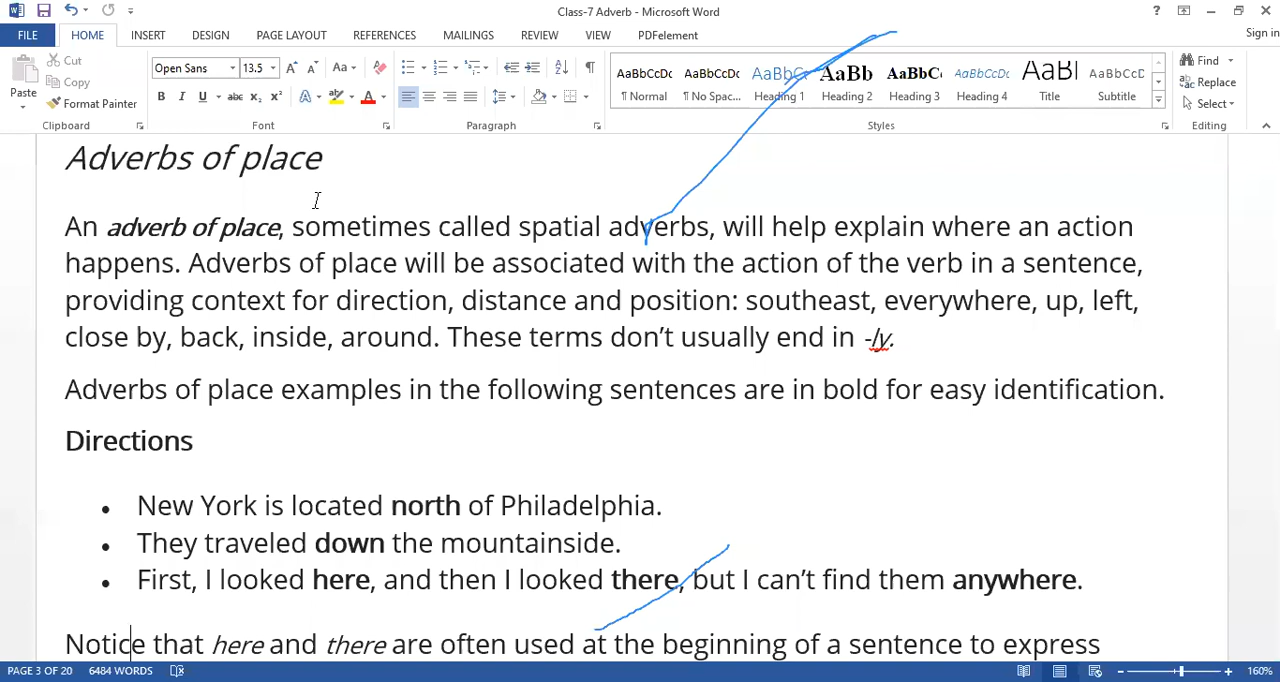 Class-7 Adverb - Microsoft Word
?
Sign in
FILE HOME INSERT DESIGN PAGE LAYOUT REFERENCES MAILINGS REVIEW VIEW PDFelement
Cut
Copy
Format Painter
Paste
Clipboard
Open Sans 13.5
Aa
B I U abc X₂ X²
A A
Font
Paragraph
AaBbCcDc AaBbCcDc AaBbC AaBb AaBbC AaBbCcDc AaBl AaBbCcD
¶ Normal ¶ No Spac... Heading 1 Heading 2 Heading 3 Heading 4 Title Subtitle
Styles
Find
Replace
Select
Editing
Adverbs of place
An adverb of place, sometimes called spatial adverbs, will help explain where an action
happens. Adverbs of place will be associated with the action of the verb in a sentence,
providing context for direction, distance and position: southeast, everywhere, up, left,
close by, back, inside, around. These terms don’t usually end in -ly.
Adverbs of place examples in the following sentences are in bold for easy identification.
Directions
• New York is located north of Philadelphia.
• They traveled down the mountainside.
• First, I looked here, and then I looked there, but I can’t find them anywhere.
Notice that here and there are often used at the beginning of a sentence to express
PAGE 3 OF 20 6484 WORDS
160%